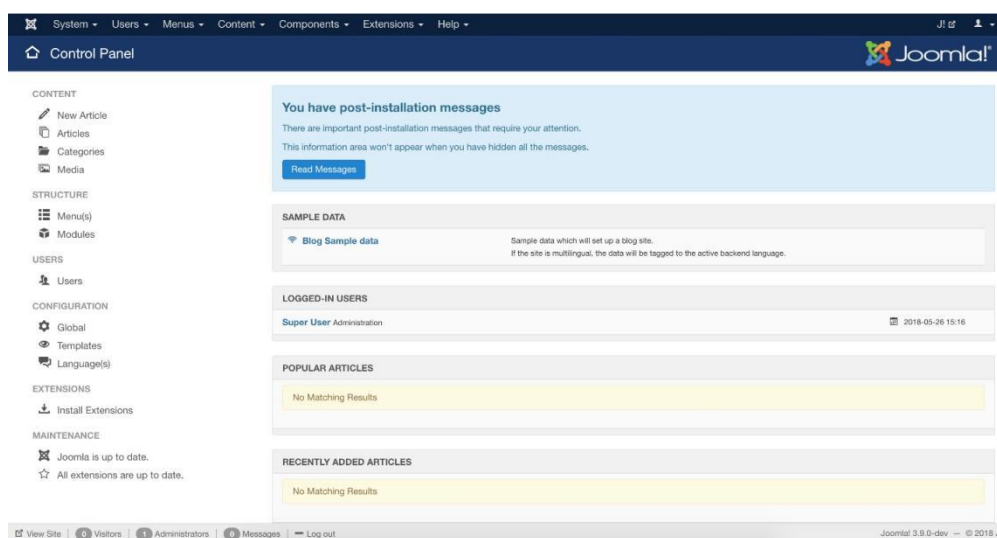 System Users Menus Content Components Extensions Help J!
Control Panel Joomla!®
CONTENT
New Article
Articles
Categories
Media
STRUCTURE
Menu(s)
Modules
USERS
Users
CONFIGURATION
Global
Templates
Language(s)
EXTENSIONS
Install Extensions
MAINTENANCE
Joomla is up to date.
All extensions are up to date.
You have post-installation messages
There are important post-installation messages that require your attention.
This information area won't appear when you have hidden all the messages.
Read Messages
SAMPLE DATA
Blog Sample data
Sample data which will set up a blog site.
If the site is multilingual, the data will be tagged to the active backend language.
LOGGED-IN USERS
Super User Administration 2018-05-26 15:16
POPULAR ARTICLES
No Matching Results
RECENTLY ADDED ARTICLES
No Matching Results
View Site | 0 Visitors | 1 Administrators | 0 Messages | Log out Joomla! 3.9.0-dev — © 2018